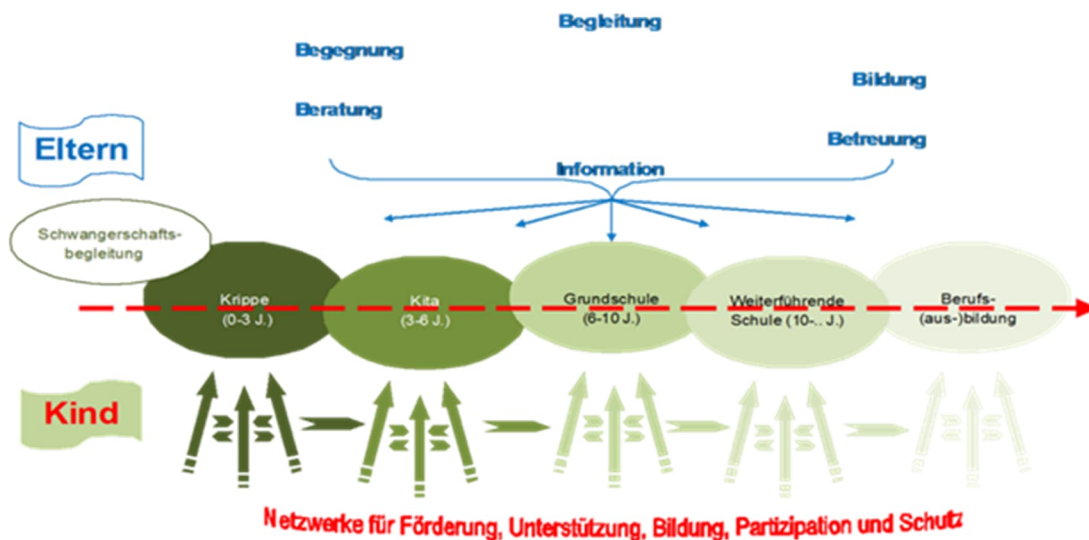 Begleitung
Begegnung
Bildung
Beratung
Betreuung
Eltern
Information
Schwangerschafts-
begleitung
Krippe
(0-3 J.)
Kita
(3-6 J.)
Grundschule
(6-10 J.)
Weiterführende
Schule (10-.. J.)
Berufs-
(aus-)bildung
Kind
Netzwerke für Förderung, Unterstützung, Bildung, Partizipation und Schutz